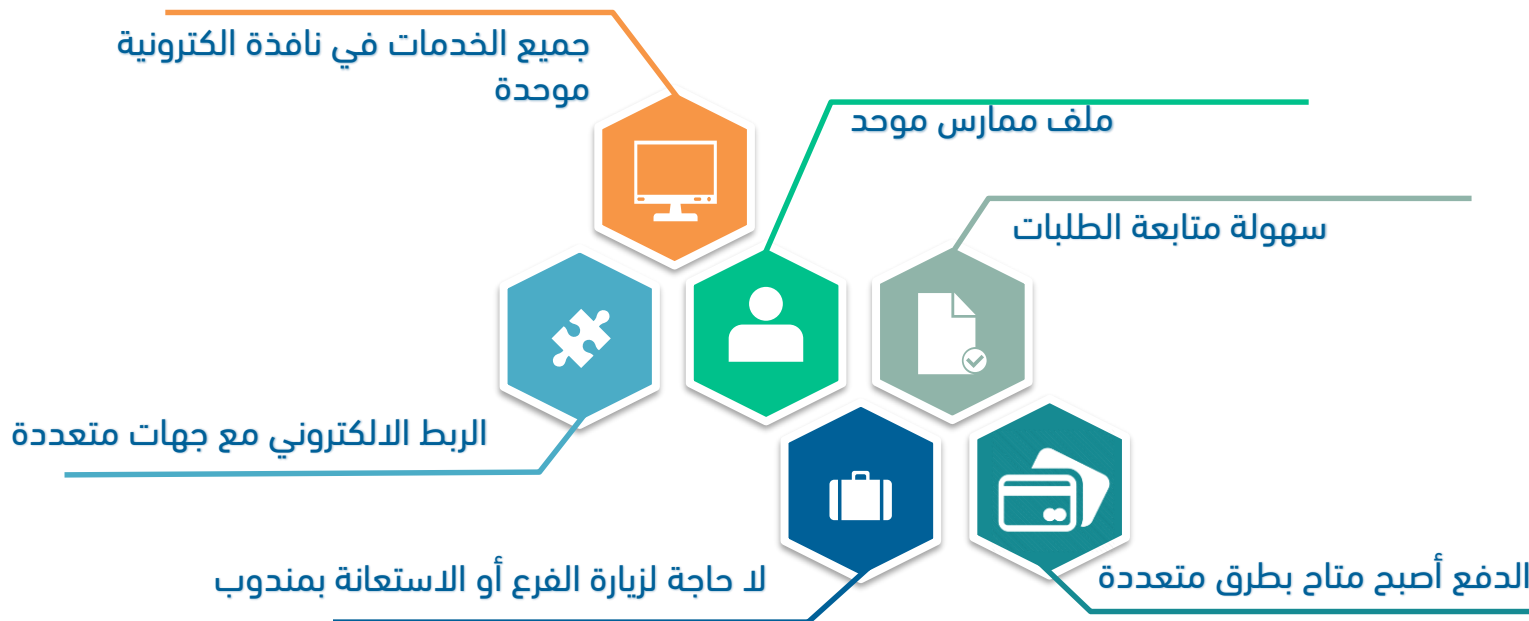 جميع الخدمات في نافذة الكترونية
موحدة
ملف ممارس موحد
سهولة متابعة الطلبات
الربط الالكتروني مع جهات متعددة
الدفع أصبح متاح بطرق متعددة
لا حاجة لزيارة الفرع أو الاستعانة بمندوب